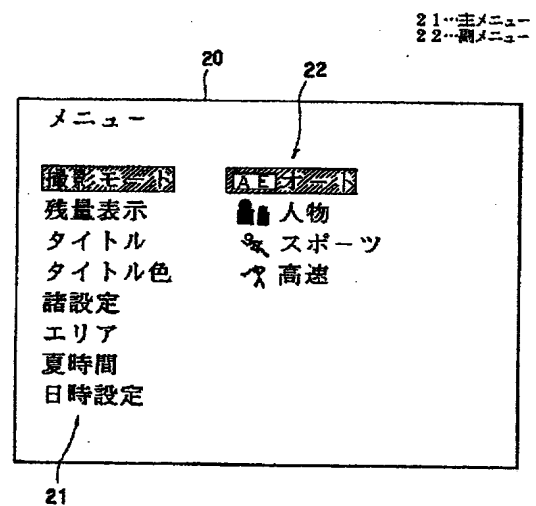 21…主メニュー
22…副メニュー
20
22
メニュー
撮影モード
AEオート
残量表示
人物
タイトル
スポーツ
タイトル色
高速
諸設定
エリア
夏時間
日時設定
21